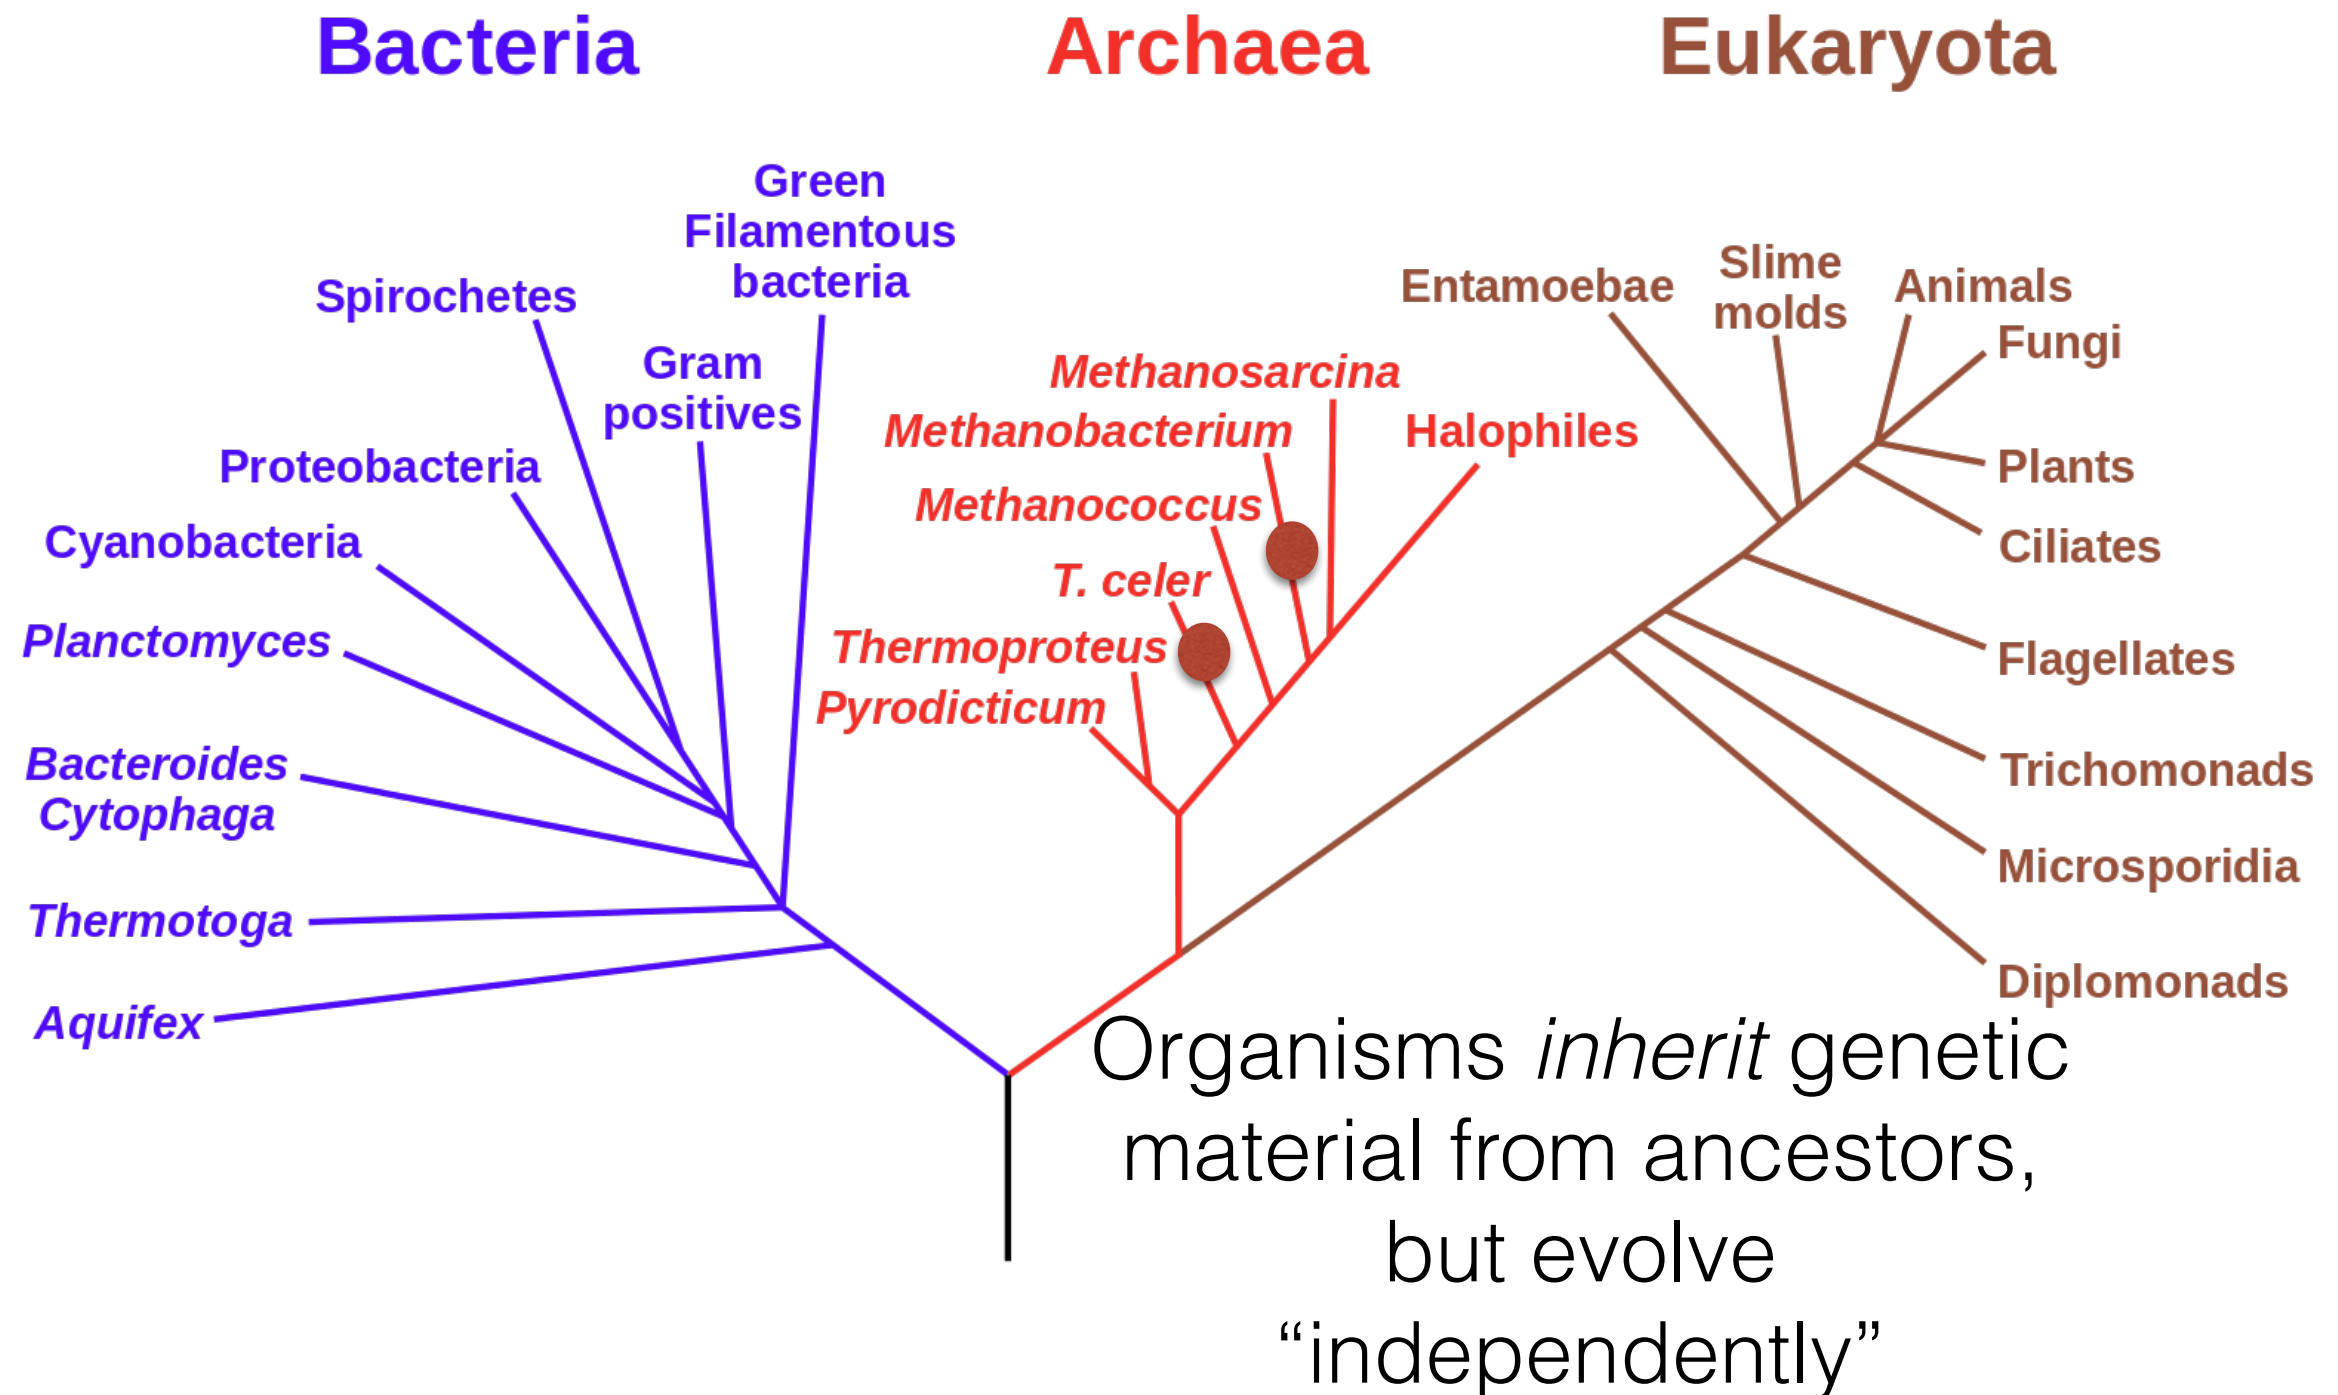 Bacteria
Archaea
Eukaryota
Green
Filamentous
bacteria
Spirochetes
Gram
positives
Proteobacteria
Cyanobacteria
Planctomyces
Bacteroides
Cytophaga
Thermotoga
Aquifex
Methanosarcina
Methanobacterium
Halophiles
Methanococcus
T. celer
Thermoproteus
Pyrodicticum
Entamoebae
Slime
molds
Animals
Fungi
Plants
Ciliates
Flagellates
Trichomonads
Microsporidia
Diplomonads
Organisms inherit genetic
material from ancestors,
but evolve
“independently”